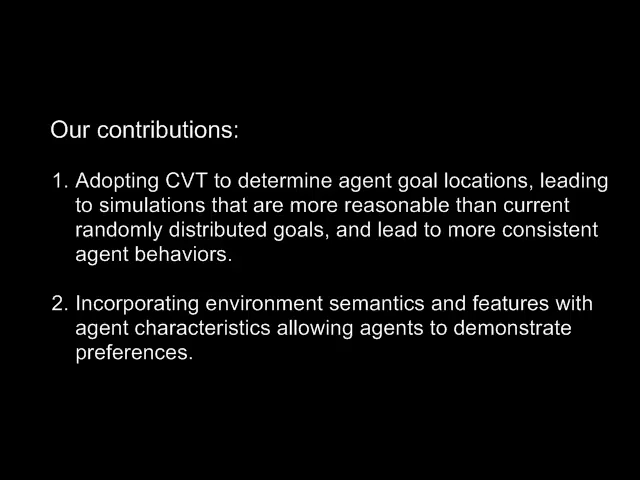 Our contributions:
1. Adopting CVT to determine agent goal locations, leading
to simulations that are more reasonable than current
randomly distributed goals, and lead to more consistent
agent behaviors.
2. Incorporating environment semantics and features with
agent characteristics allowing agents to demonstrate
preferences.